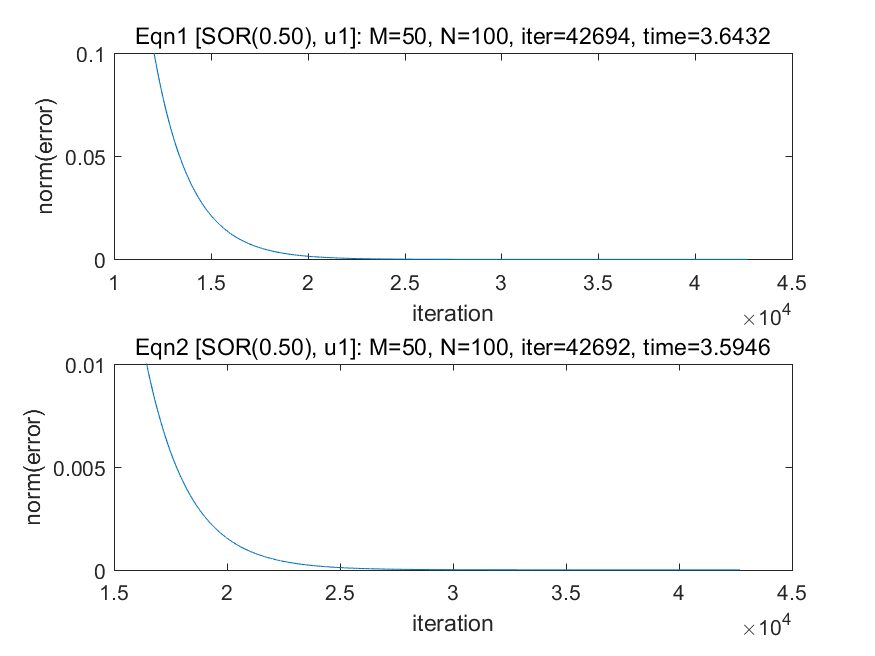 Eqn1 [SOR(0.50), u1]: M=50, N=100, iter=42694, time=3.6432
norm(error)
0.1
0.05
0
1 1.5 2 2.5 3 3.5 4 4.5
iteration
×10^4
Eqn2 [SOR(0.50), u1]: M=50, N=100, iter=42692, time=3.5946
norm(error)
0.01
0.005
0
1.5 2 2.5 3 3.5 4 4.5
iteration
×10^4